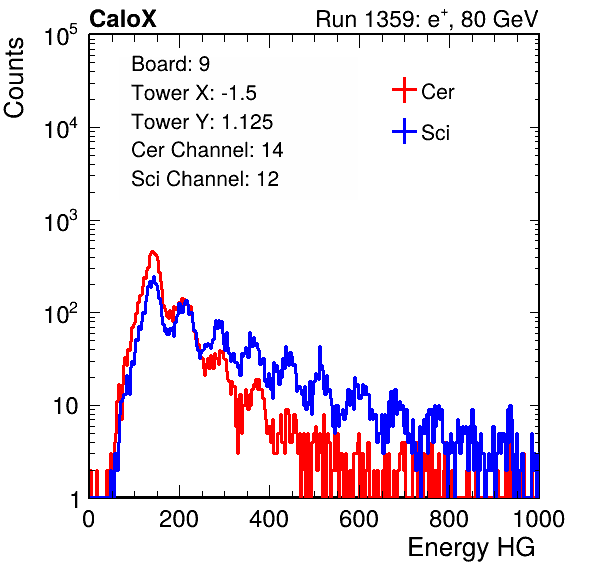 CaloX Run 1359: e⁺, 80 GeV
Counts
Board: 9
Tower X: -1.5
Tower Y: 1.125
Cer Channel: 14
Sci Channel: 12
Cer
Sci
10⁵
10⁴
10³
10²
10
1
0 200 400 600 800 1000
Energy HG